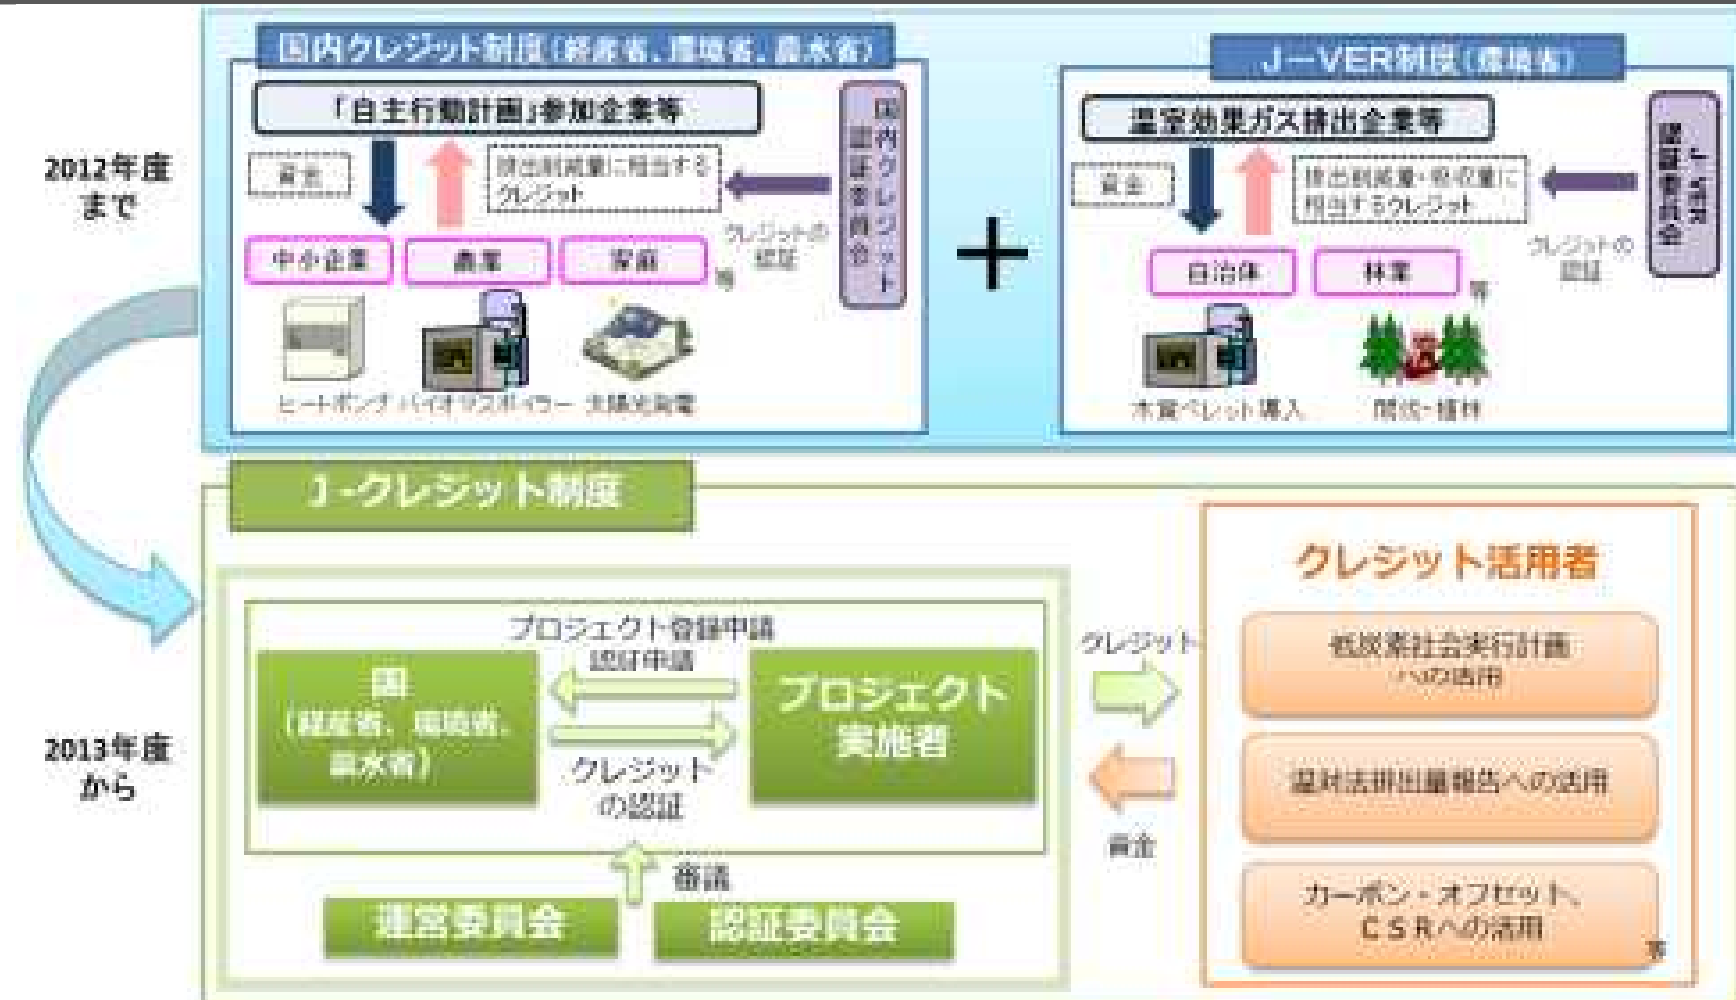 国内クレジット制度（経産省、環境省、農水省）
「自主行動計画」参加企業等
2012年度
まで
資金
排出削減量に相当する
クレジット
国内クレジット
認証委員会
クレジットの
認証
中小企業
農業
家庭
等
ヒートポンプ
バイオマスボイラー
太陽光発電
＋
J－VER制度（環境省）
温室効果ガス排出企業等
資金
排出削減量・吸収量に
相当するクレジット
J-VER
クレジットの
認証
自治体
林業
等
木質ペレット導入
間伐・植林
J-クレジット制度
2013年度
から
プロジェクト登録申請
認証申請
国
（経産省、環境省、
農水省）
プロジェクト
実施者
クレジット
の認証
審議
運営委員会
認証委員会
クレジット
資金
クレジット活用者
低炭素社会実行計画
への活用
温対法排出量報告への活用
カーボン・オフセット、
ＣＳＲへの活用
等